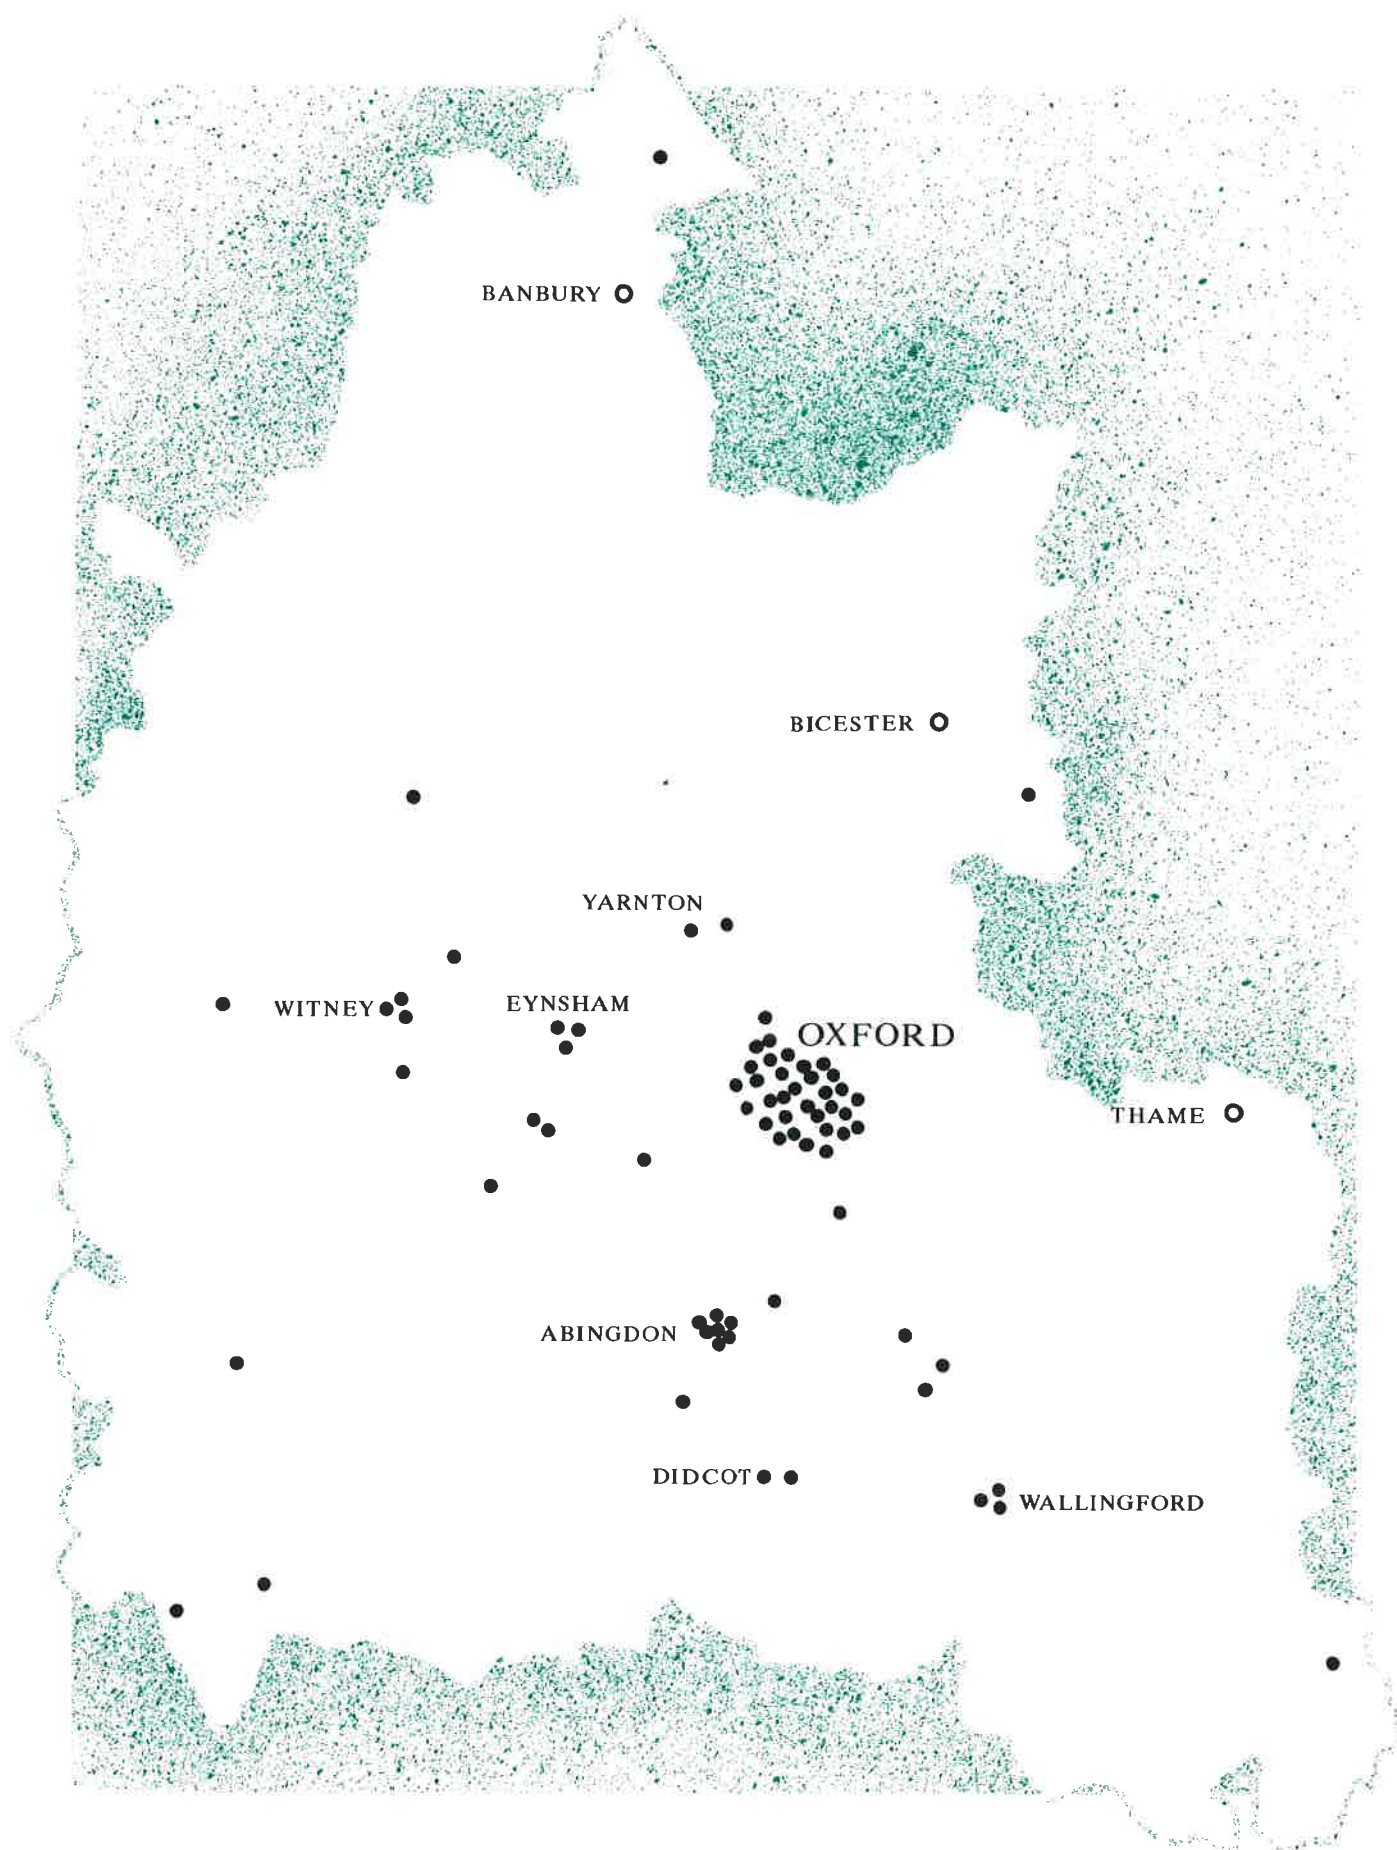 BANBURY
BICESTER
YARNTON
WITNEY
EYNSHAM
OXFORD
THAME
ABINGDON
DIDCOT
WALLINGFORD